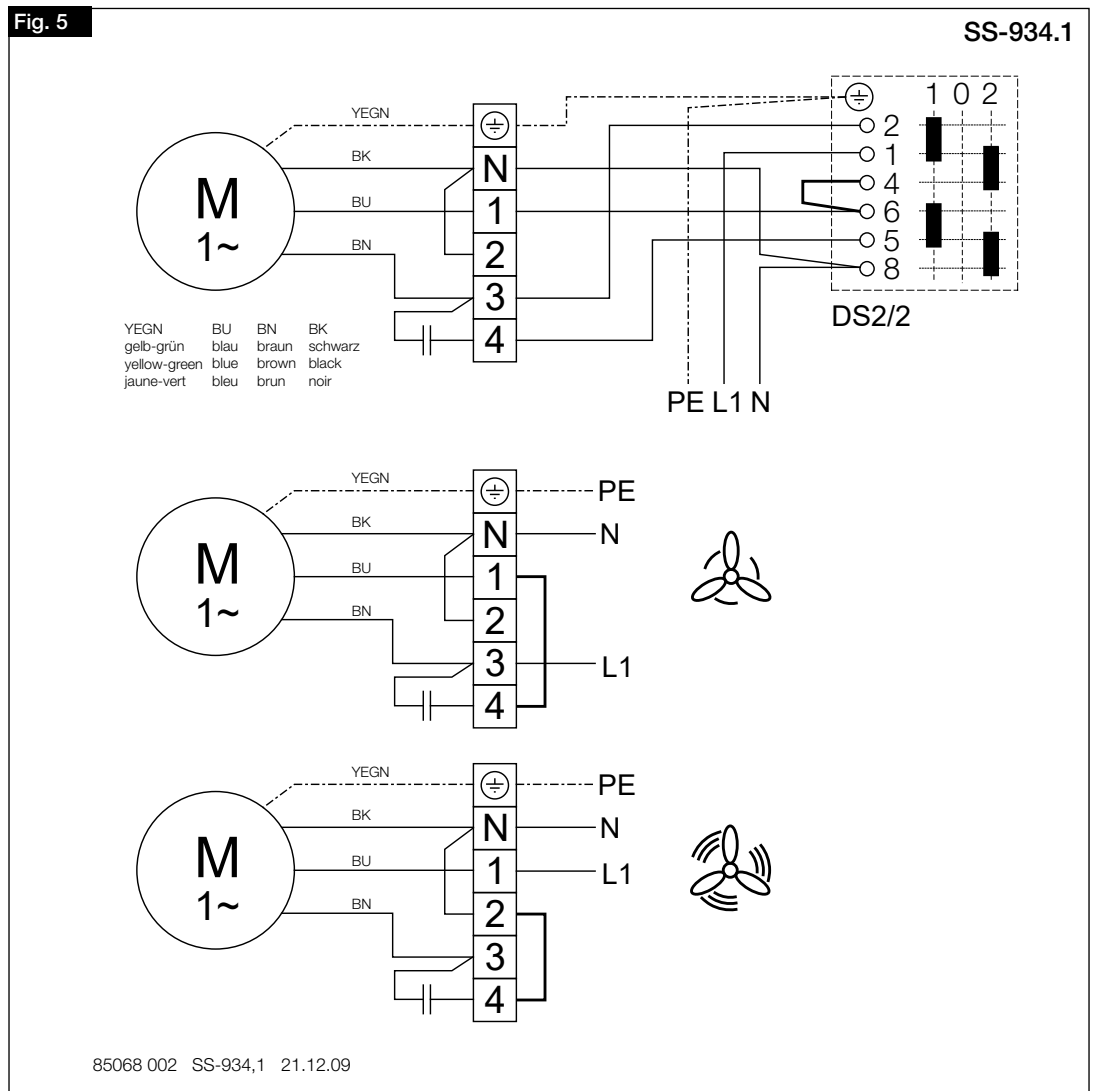 Fig. 5
SS-934.1
YEGN
BK
BU
BN
M
1~
N
1
2
3
4
1 0 2
2
1
4
6
5
8
DS2/2
PE L1 N
YEGN BU BN BK
gelb-grün blau braun schwarz
yellow-green blue brown black
jaune-vert bleu brun noir
YEGN
BK
BU
BN
M
1~
N
1
2
3
4
PE
N
L1
YEGN
BK
BU
BN
M
1~
N
1
2
3
4
PE
N
L1
85068 002 SS-934,1 21.12.09